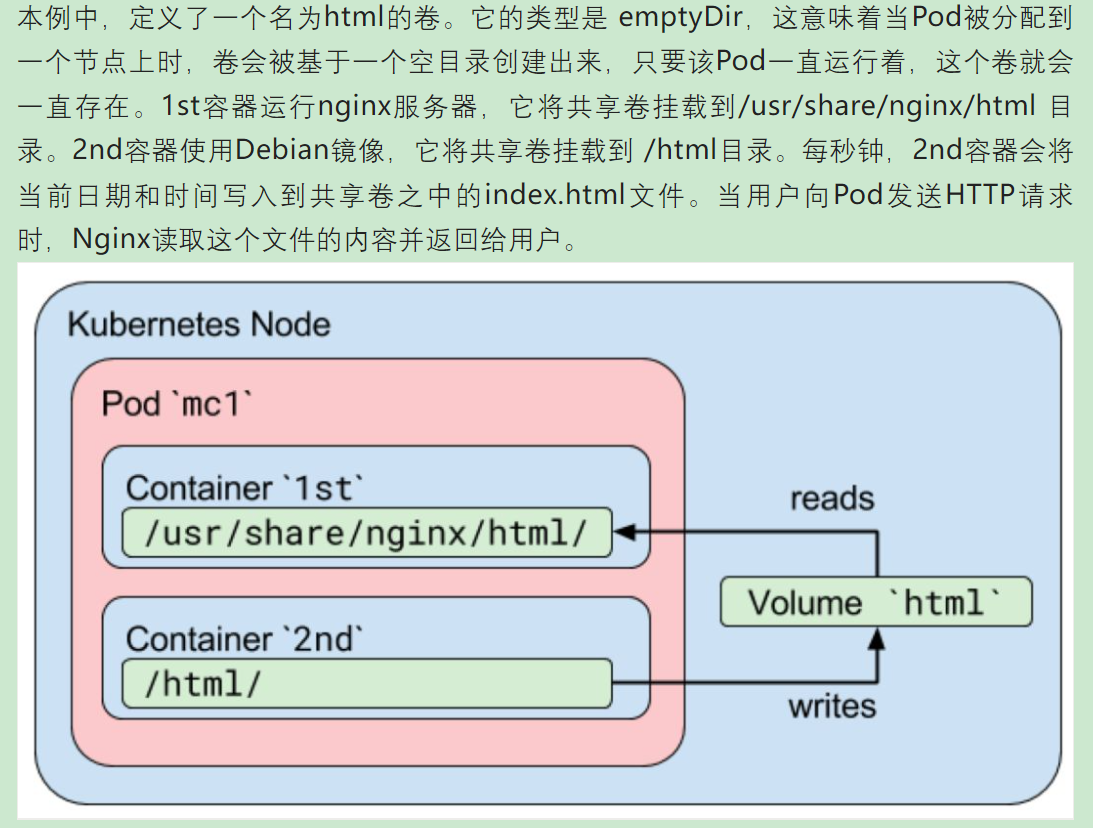 本例中，定义了一个名为html的卷。它的类型是 emptyDir，这意味着当Pod被分配到
一个节点上时，卷会被基于一个空目录创建出来，只要该Pod一直运行着，这个卷就会
一直存在。1st容器运行nginx服务器，它将共享卷挂载到/usr/share/nginx/html 目
录。2nd容器使用Debian镜像，它将共享卷挂载到 /html目录。每秒钟，2nd容器会将
当前日期和时间写入到共享卷之中的index.html文件。当用户向Pod发送HTTP请求
时，Nginx读取这个文件的内容并返回给用户。
Kubernetes Node
Pod `mc1`
Container `1st`
/usr/share/nginx/html/
reads
Volume `html`
Container `2nd`
/html/
writes